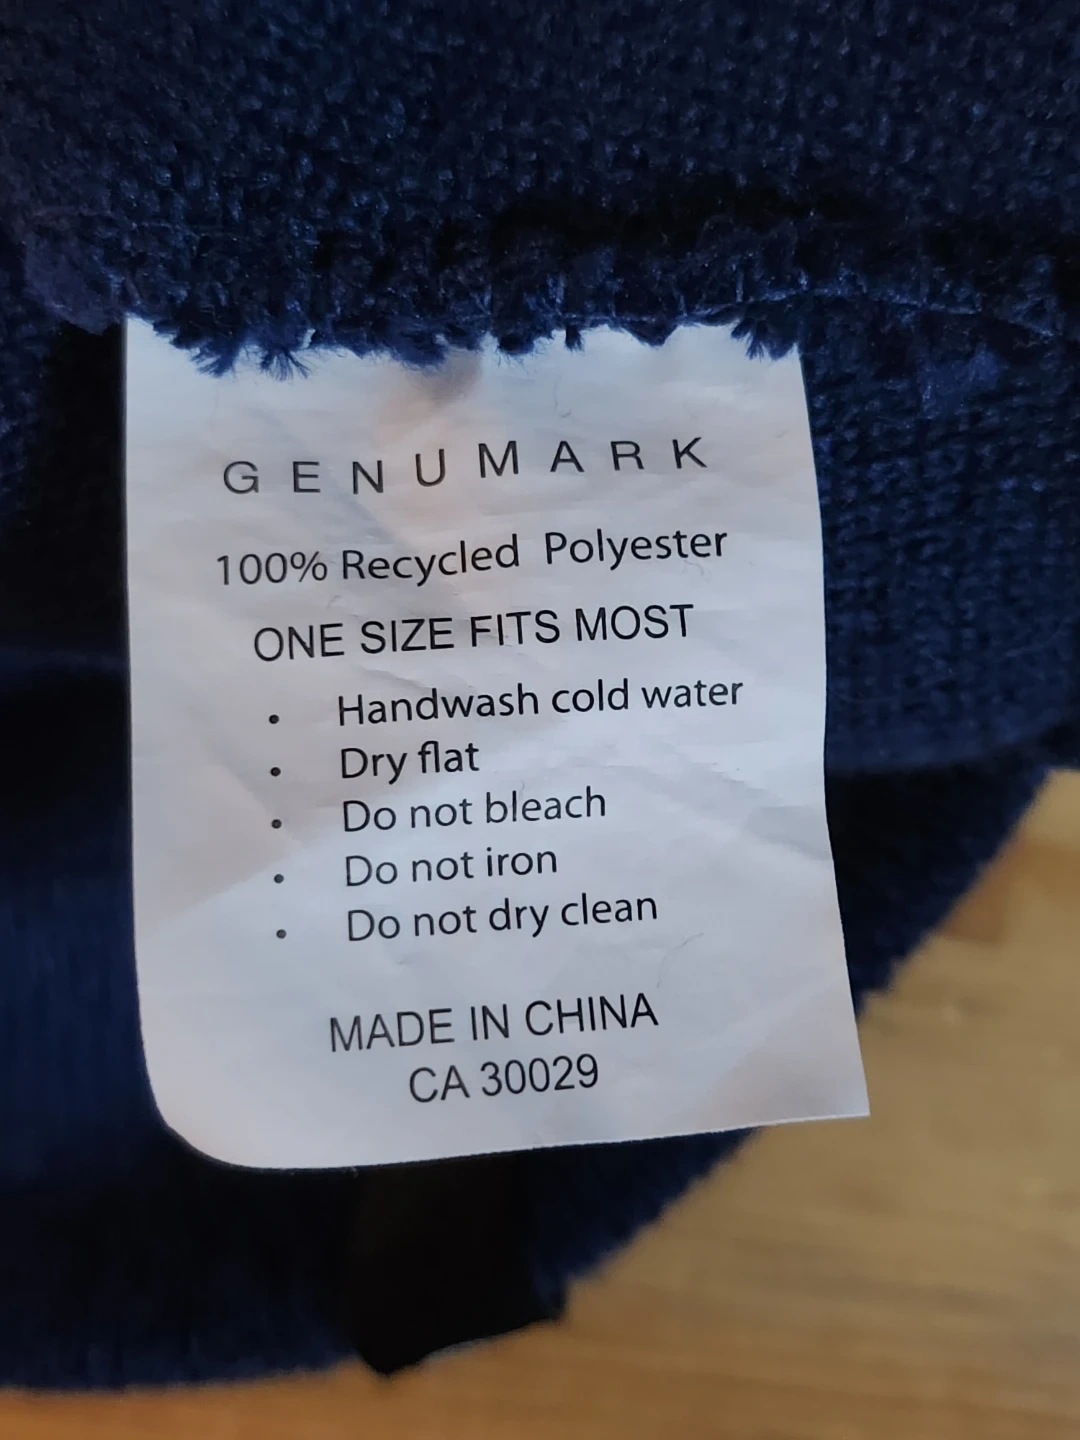 GENUMARK
100% Recycled Polyester
ONE SIZE FITS MOST
• Handwash cold water
• Dry flat
• Do not bleach
• Do not iron
• Do not dry clean
MADE IN CHINA
CA 30029